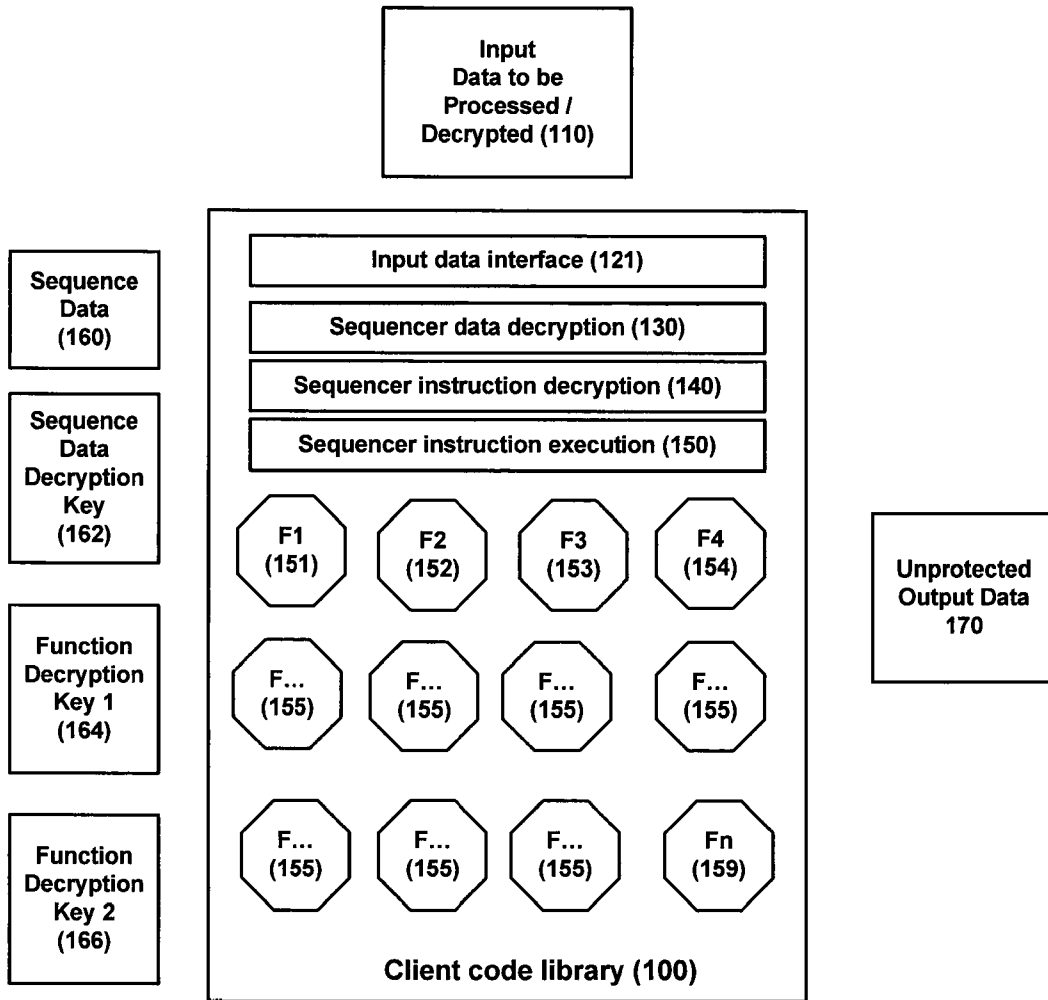 Input
Data to be
Processed /
Decrypted (110)
Input data interface (121)
Sequencer data decryption (130)
Sequencer instruction decryption (140)
Sequencer instruction execution (150)
Sequence
Data
(160)
Sequence
Data
Decryption
Key
(162)
Function
Decryption
Key 1
(164)
Function
Decryption
Key 2
(166)
F1
(151)
F2
(152)
F3
(153)
F4
(154)
F...
(155)
F...
(155)
F...
(155)
F...
(155)
F...
(155)
F...
(155)
F...
(155)
Fn
(159)
Client code library (100)
Unprotected
Output Data
170